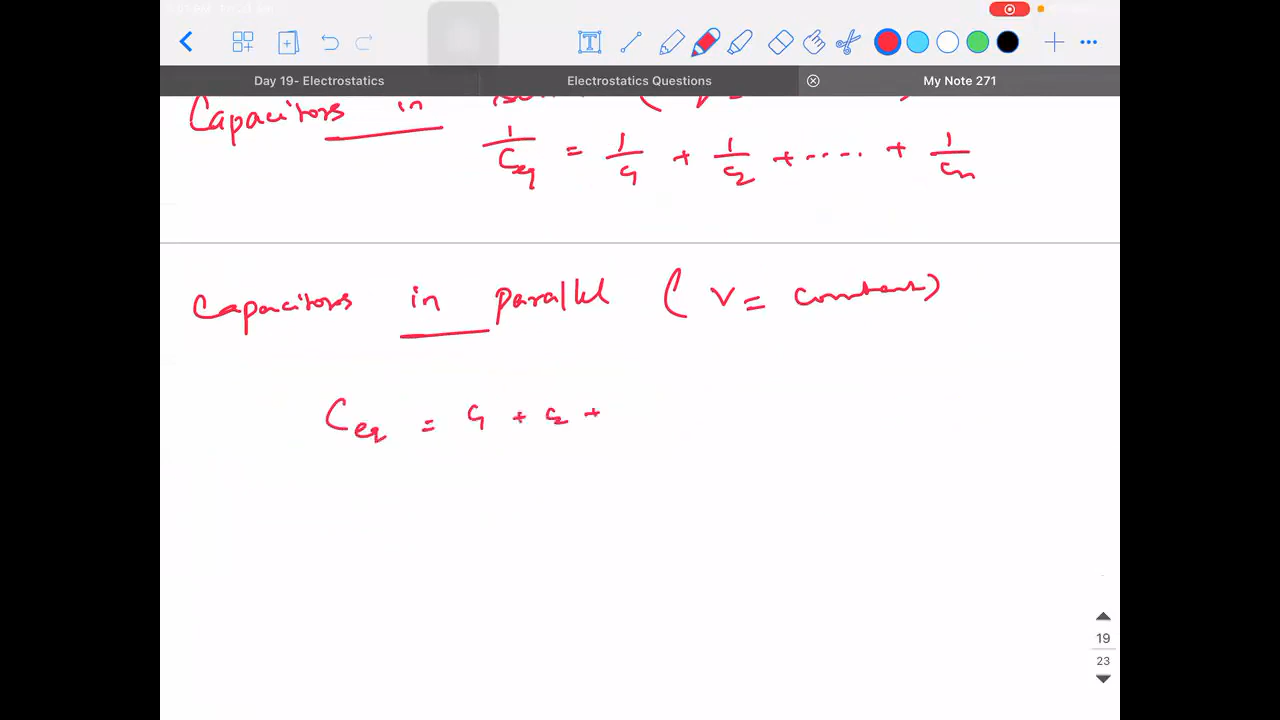 Day 19- Electrostatics
Electrostatics Questions
My Note 271
Capacitors in
1/Ceq = 1/C1 + 1/C2 + ..... + 1/Cn
Capacitors in parallel ( V = constant)
Ceq = C1 + C2 +
19
23